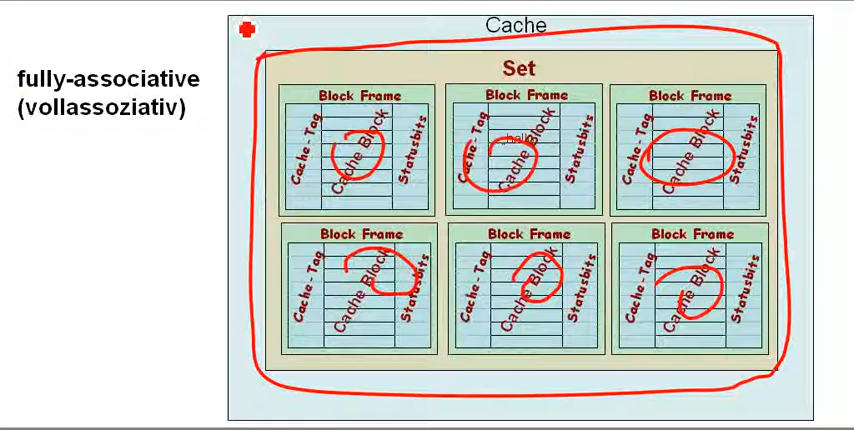 Cache
fully-associative
(vollassoziativ)
Set
Block Frame
Cache-Tag
Cache Block
Statusbits
Block Frame
Cache-Tag
Cache Block
Statusbits
Block Frame
Cache-Tag
Cache Block
Statusbits
Block Frame
Cache-Tag
Cache Block
Statusbits
Block Frame
Cache-Tag
Cache Block
Statusbits
Block Frame
Cache-Tag
Cache Block
Statusbits